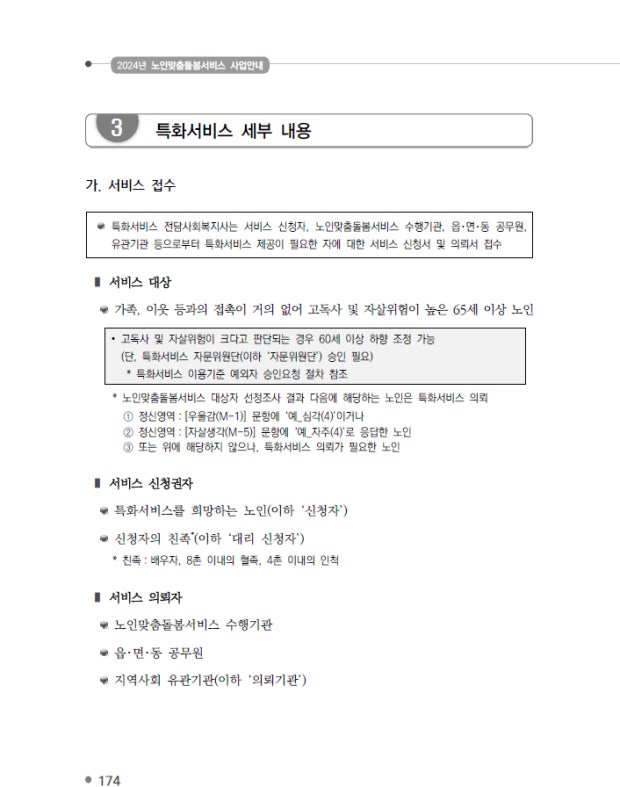 2024년 노인맞춤돌봄서비스 사업안내
3 특화서비스 세부 내용
가. 서비스 접수
특화서비스 전담사회복지사는 서비스 신청자, 노인맞춤돌봄서비스 수행기관, 읍·면·동 공무원,
유관기관 등으로부터 특화서비스 제공이 필요한 자에 대한 서비스 신청서 및 의뢰서 접수
서비스 대상
가족, 이웃 등과의 접촉이 거의 없어 고독사 및 자살위험이 높은 65세 이상 노인
• 고독사 및 자살위험이 크다고 판단되는 경우 60세 이상 하향 조정 가능
(단, 특화서비스 자문위원단(이하 '자문위원단') 승인 필요)
* 특화서비스 이용기준 예외자 승인요청 절차 참조
* 노인맞춤돌봄서비스 대상자 선정조사 결과 다음에 해당하는 노인은 특화서비스 의뢰
① 정신영역 : [우울감(M-1)] 문항에 '예_심각(4)'이거나
② 정신영역 : [자살생각(M-5)] 문항에 '예_자주(4)'로 응답한 노인
③ 또는 위에 해당하지 않으나, 특화서비스 의뢰가 필요한 노인
서비스 신청권자
특화서비스를 희망하는 노인(이하 '신청자')
신청자의 친족*(이하 '대리 신청자')
* 친족 : 배우자, 8촌 이내의 혈족, 4촌 이내의 인척
서비스 의뢰자
노인맞춤돌봄서비스 수행기관
읍·면·동 공무원
지역사회 유관기관(이하 '의뢰기관')
174